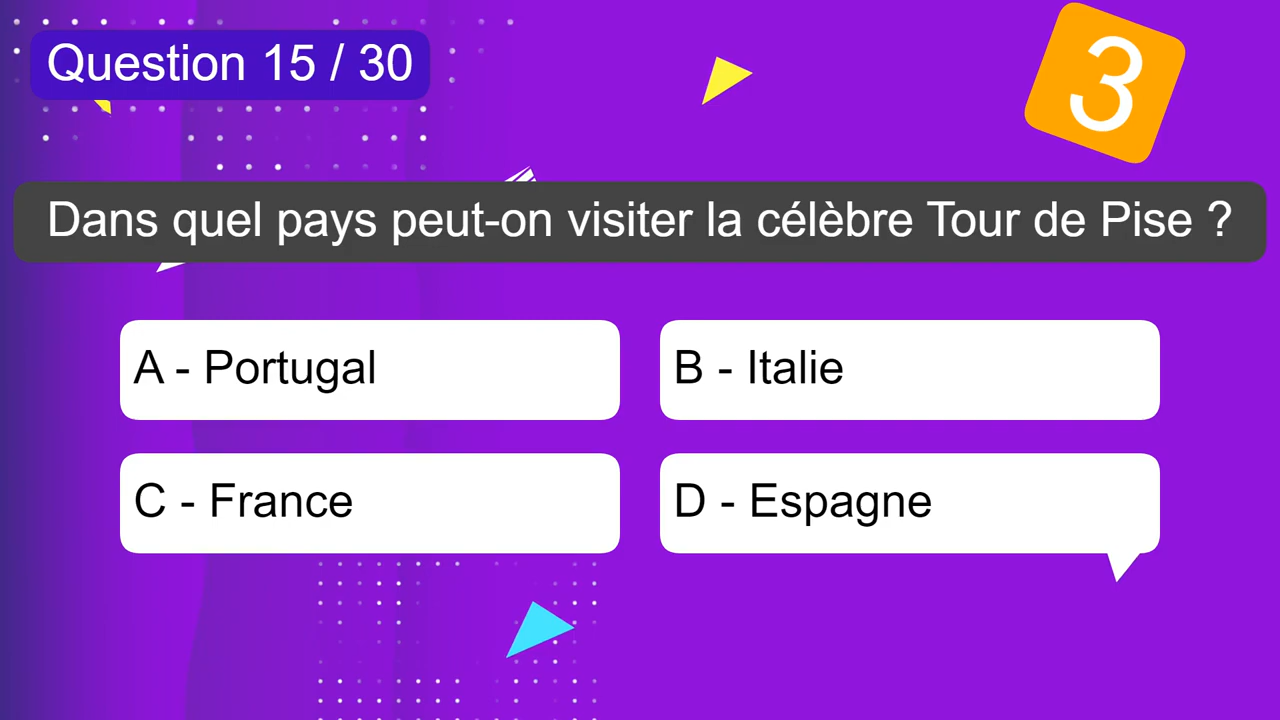 Question 15 / 30
3
Dans quel pays peut-on visiter la célèbre Tour de Pise ?
A - Portugal
B - Italie
C - France
D - Espagne